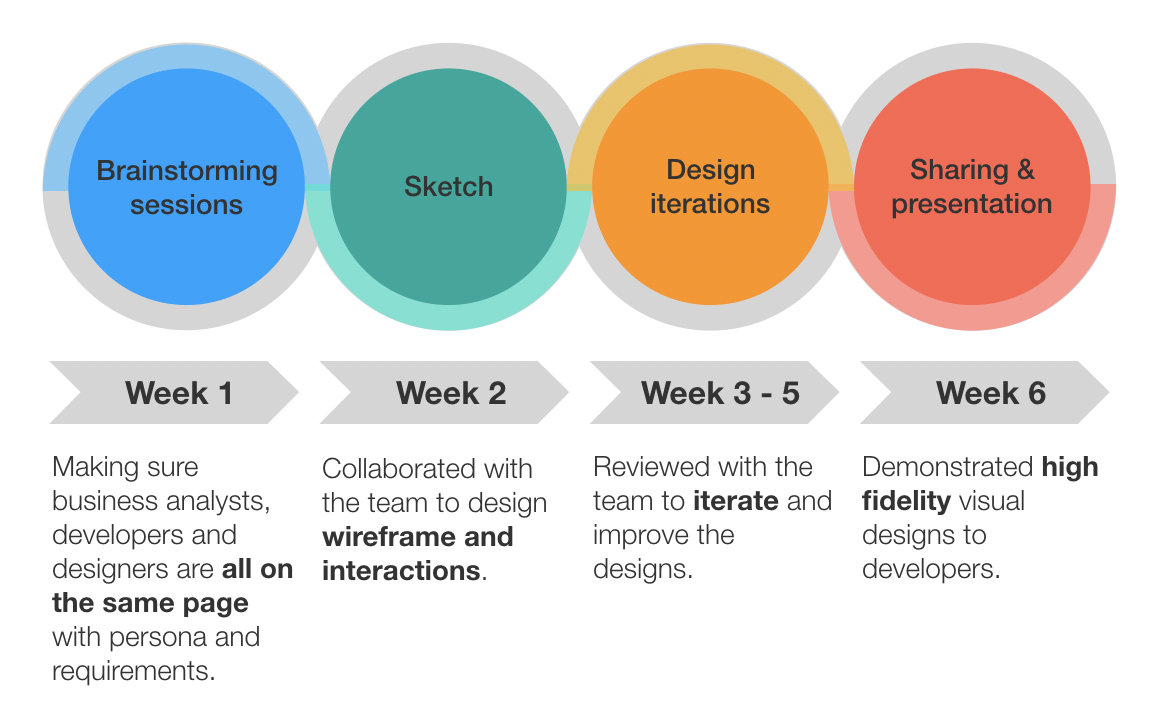 Brainstorming
sessions
Sketch
Design
iterations
Sharing &
presentation
Week 1
Week 2
Week 3 - 5
Week 6
Making sure
business analysts,
developers and
designers are all on
the same page
with persona and
requirements.
Collaborated with
the team to design
wireframe and
interactions.
Reviewed with the
team to iterate and
improve the
designs.
Demonstrated high
fidelity visual
designs to
developers.